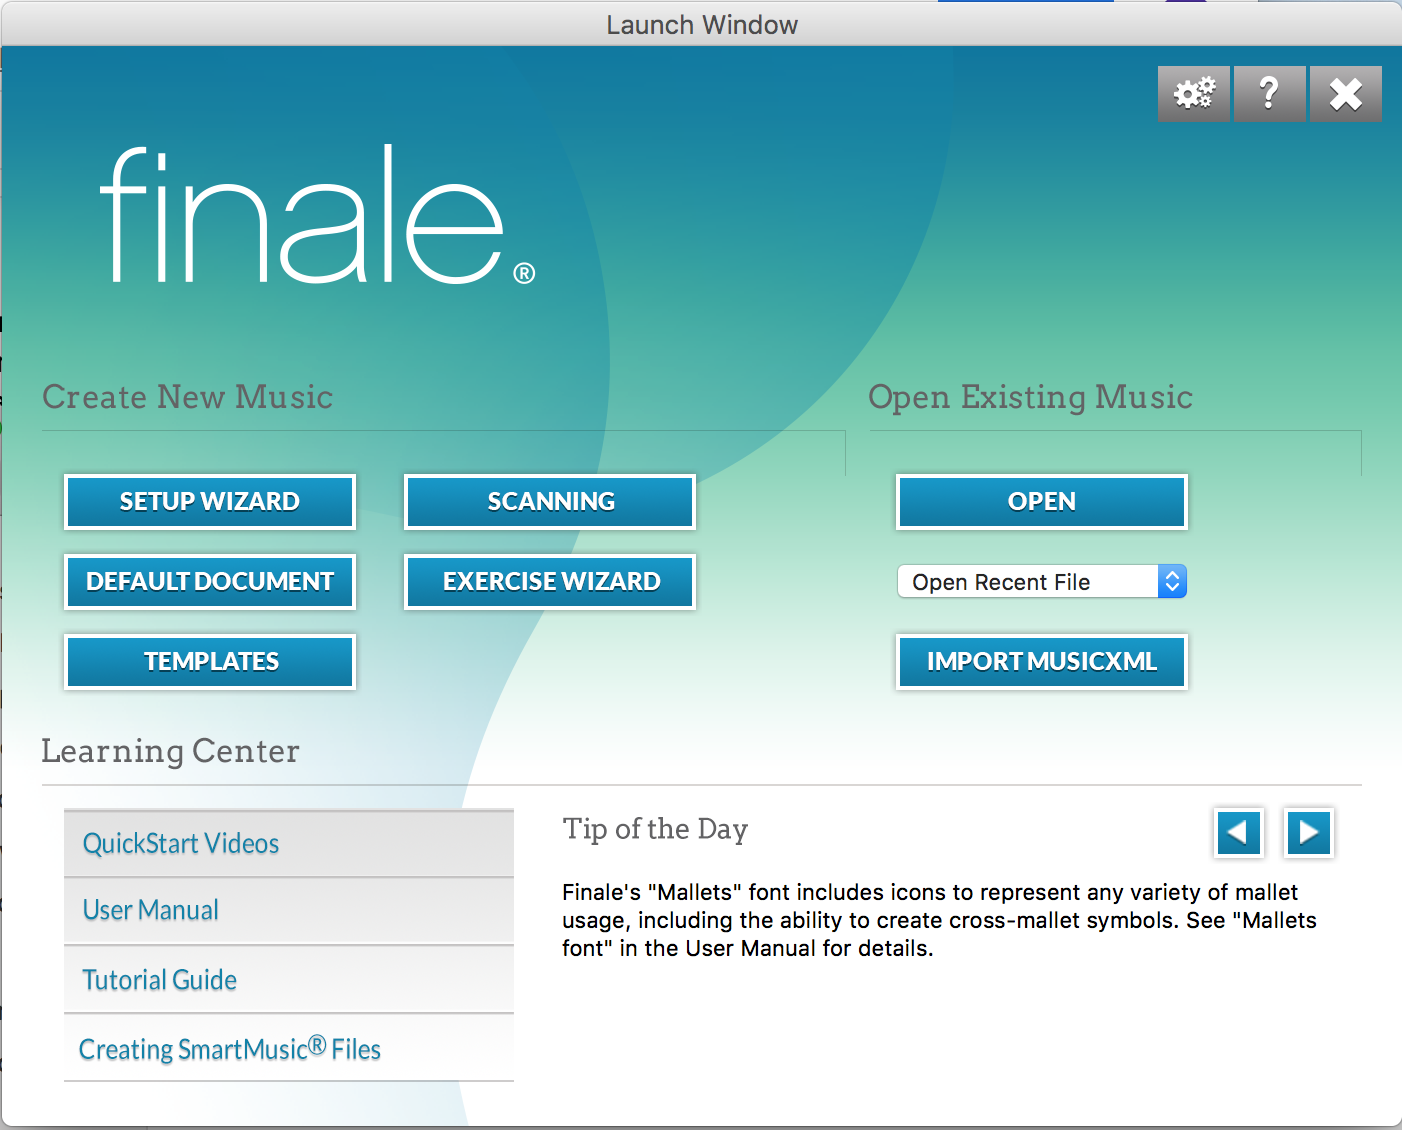 Launch Window
?
finale®
Create New Music
SETUP WIZARD
SCANNING
DEFAULT DOCUMENT
EXERCISE WIZARD
TEMPLATES
Open Existing Music
OPEN
Open Recent File
IMPORT MUSICXML
Learning Center
QuickStart Videos
User Manual
Tutorial Guide
Creating SmartMusic® Files
Tip of the Day
Finale's "Mallets" font includes icons to represent any variety of mallet
usage, including the ability to create cross-mallet symbols. See "Mallets
font" in the User Manual for details.